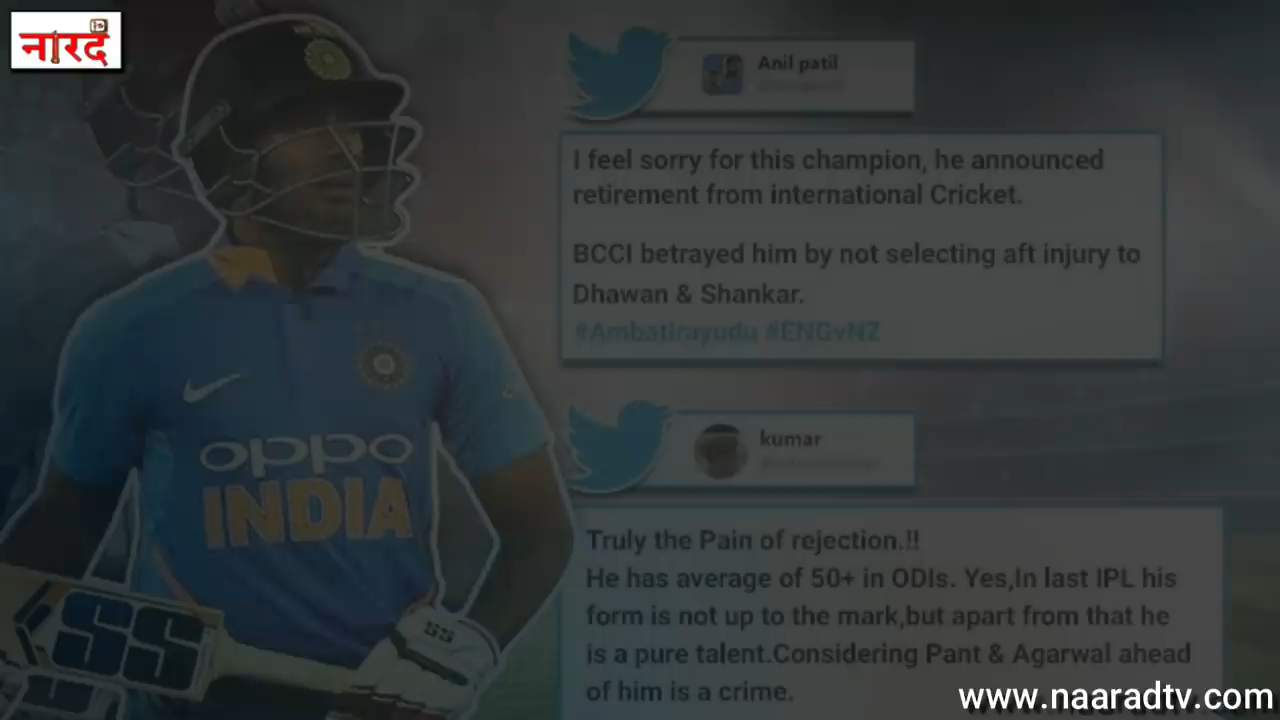 नारद
Anil patil
I feel sorry for this champion, he announced
retirement from international Cricket.
BCCI betrayed him by not selecting aft injury to
Dhawan & Shankar.
#Ambatirayudu #ENGvNZ
oppo
INDIA
kumar
Truly the Pain of rejection.!!
He has average of 50+ in ODIs. Yes,In last IPL his
form is not up to the mark,but apart from that he
is a pure talent.Considering Pant & Agarwal ahead
of him is a crime.
SS
SS
www.naaradtv.com